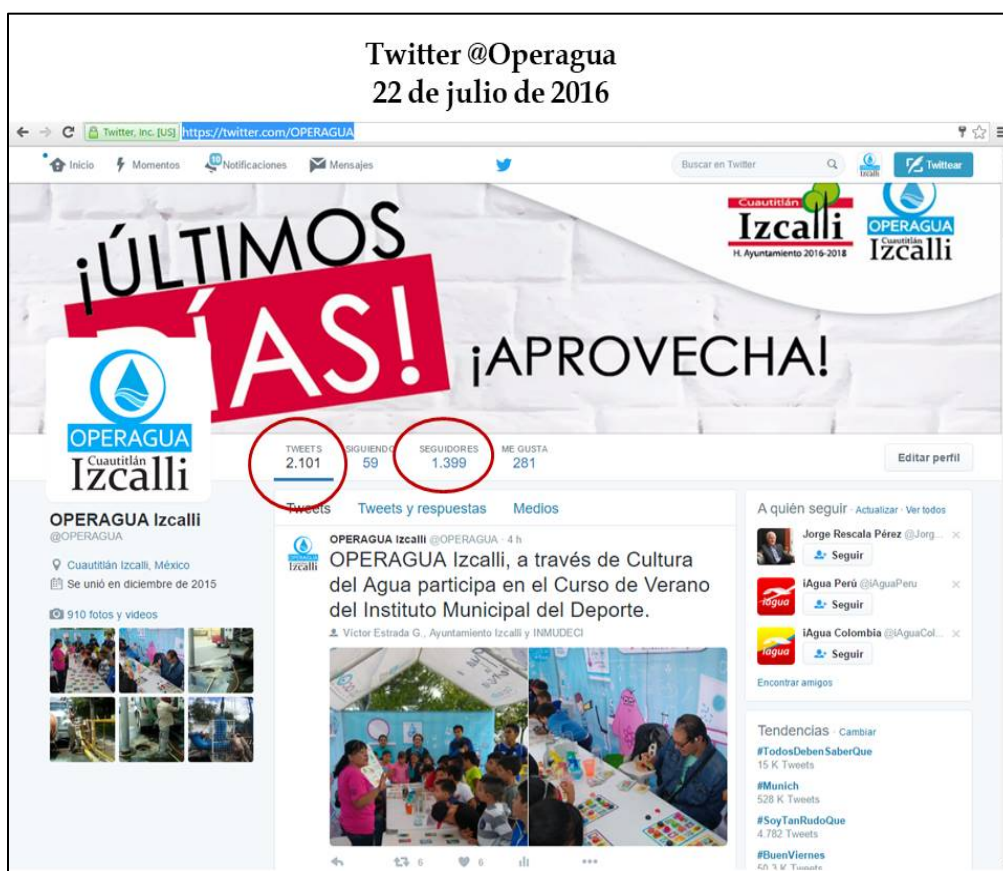 Twitter @Operagua
22 de julio de 2016
Twitter, Inc. [US] https://twitter.com/OPERAGUA
Inicio Momentos 10 Notificaciones Mensajes Buscar en Twitter Twittear
¡ÚLTIMOS
DÍAS!
¡APROVECHA!
Cuautitlán
Izcalli
H. Ayuntamiento 2016-2018
OPERAGUA
Cuautitlán
Izcalli
OPERAGUA
Cuautitlán
Izcalli
TWEETS SIGUIENDO SEGUIDORES ME GUSTA
2.101 59 1.399 281
Editar perfil
OPERAGUA Izcalli
@OPERAGUA
Cuautitlán Izcalli, México
Se unió en diciembre de 2015
910 fotos y videos
Tweets Tweets y respuestas Medios
OPERAGUA Izcalli @OPERAGUA · 4 h
OPERAGUA Izcalli, a través de Cultura
del Agua participa en el Curso de Verano
del Instituto Municipal del Deporte.
Víctor Estrada G., Ayuntamiento Izcalli y INMUDECI
6 6
A quién seguir · Actualizar · Ver todos
Jorge Rescala Pérez @Jorg...
Seguir
iAgua Perú @iAguaPeru
Seguir
iAgua Colombia @iAguaCol...
Seguir
Encontrar amigos
Tendencias · Cambiar
#TodosDebenSaberQue
15 K Tweets
#Munich
528 K Tweets
#SoyTanRudoQue
4.782 Tweets
#BuenViernes
50.3 K Tweets